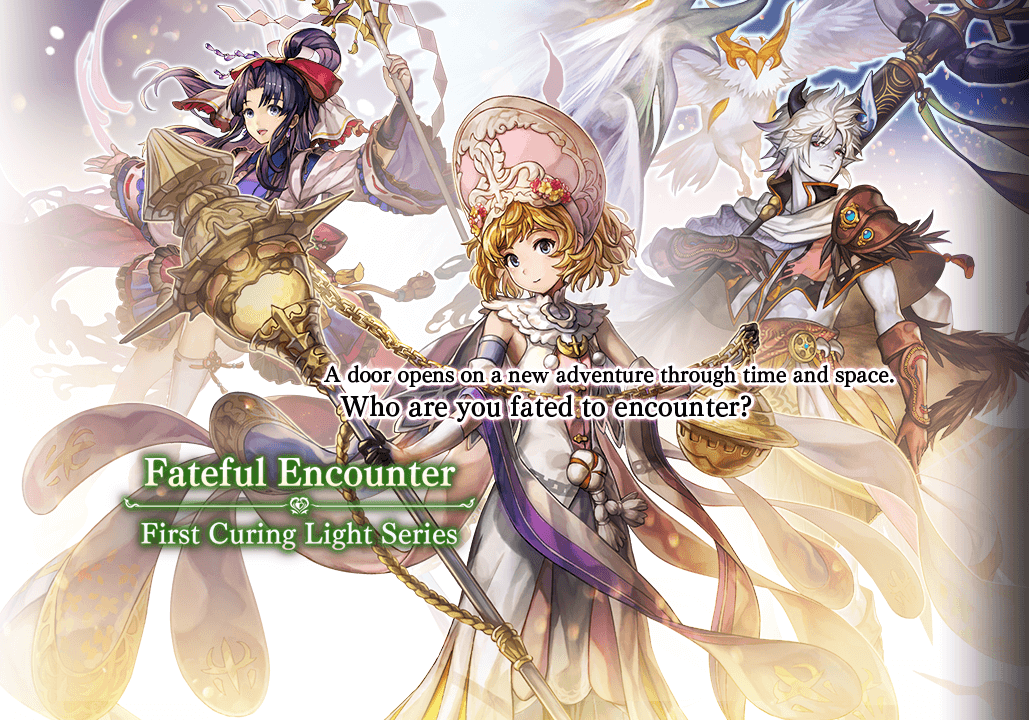 A door opens on a new adventure through time and space.
Who are you fated to encounter?
Fateful Encounter
First Curing Light Series